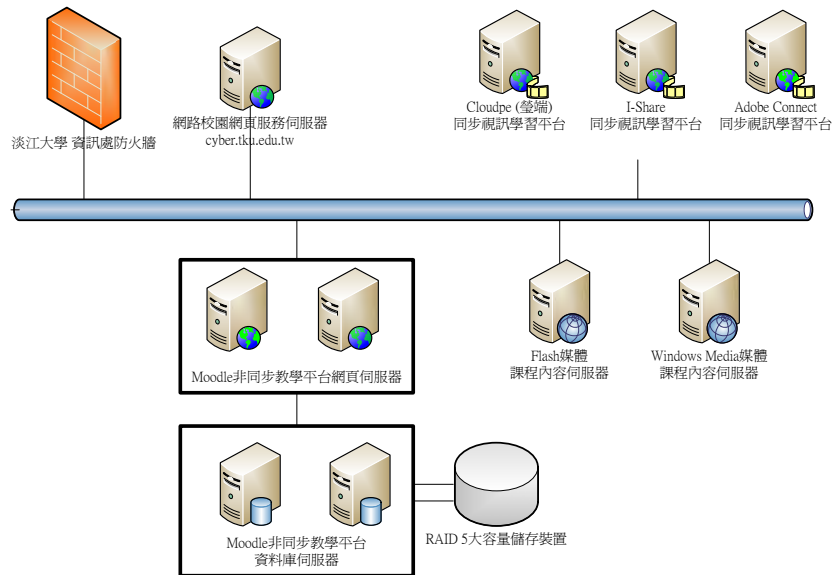 淡江大學 資訊處防火牆
網路校園網頁服務伺服器
cyber.tku.edu.tw
Cloudpe (瑩端)
同步視訊學習平台
I-Share
同步視訊學習平台
Adobe Connect
同步視訊學習平台
Moodle非同步教學平台網頁伺服器
Flash媒體
課程內容伺服器
Windows Media媒體
課程內容伺服器
Moodle非同步教學平台
資料庫伺服器
RAID 5大容量儲存裝置